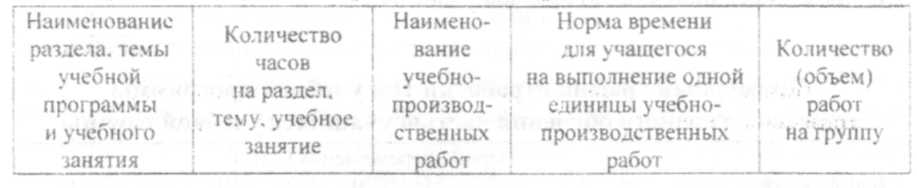 Наименование
раздела, темы
учебной
программы
и учебного
занятия
Количество
часов
на раздел,
тему, учебное
занятие
Наимено-
вание
учебно-
производ-
ственных
работ
Норма времени
для учащегося
на выполнение одной
единицы учебно-
производственных
работ
Количество
(объем)
работ
на группу